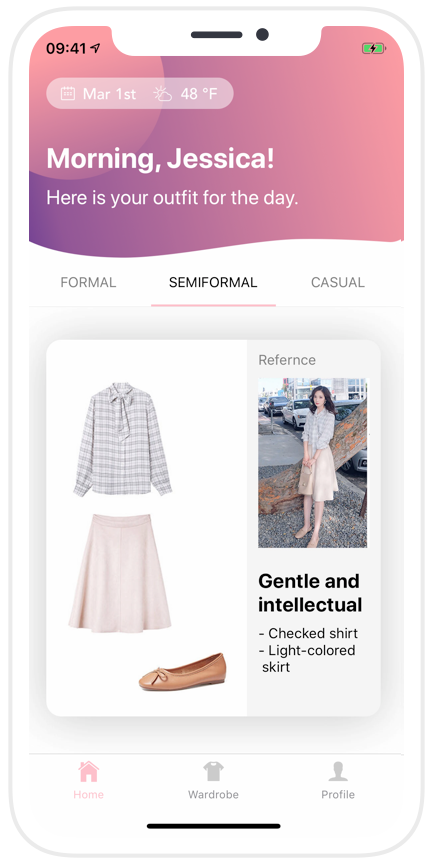 09:41
Mar 1st 48 °F
Morning, Jessica!
Here is your outfit for the day.
FORMAL SEMIFORMAL CASUAL
Refernce
Gentle and
intellectual
- Checked shirt
- Light-colored
skirt
Home Wardrobe Profile